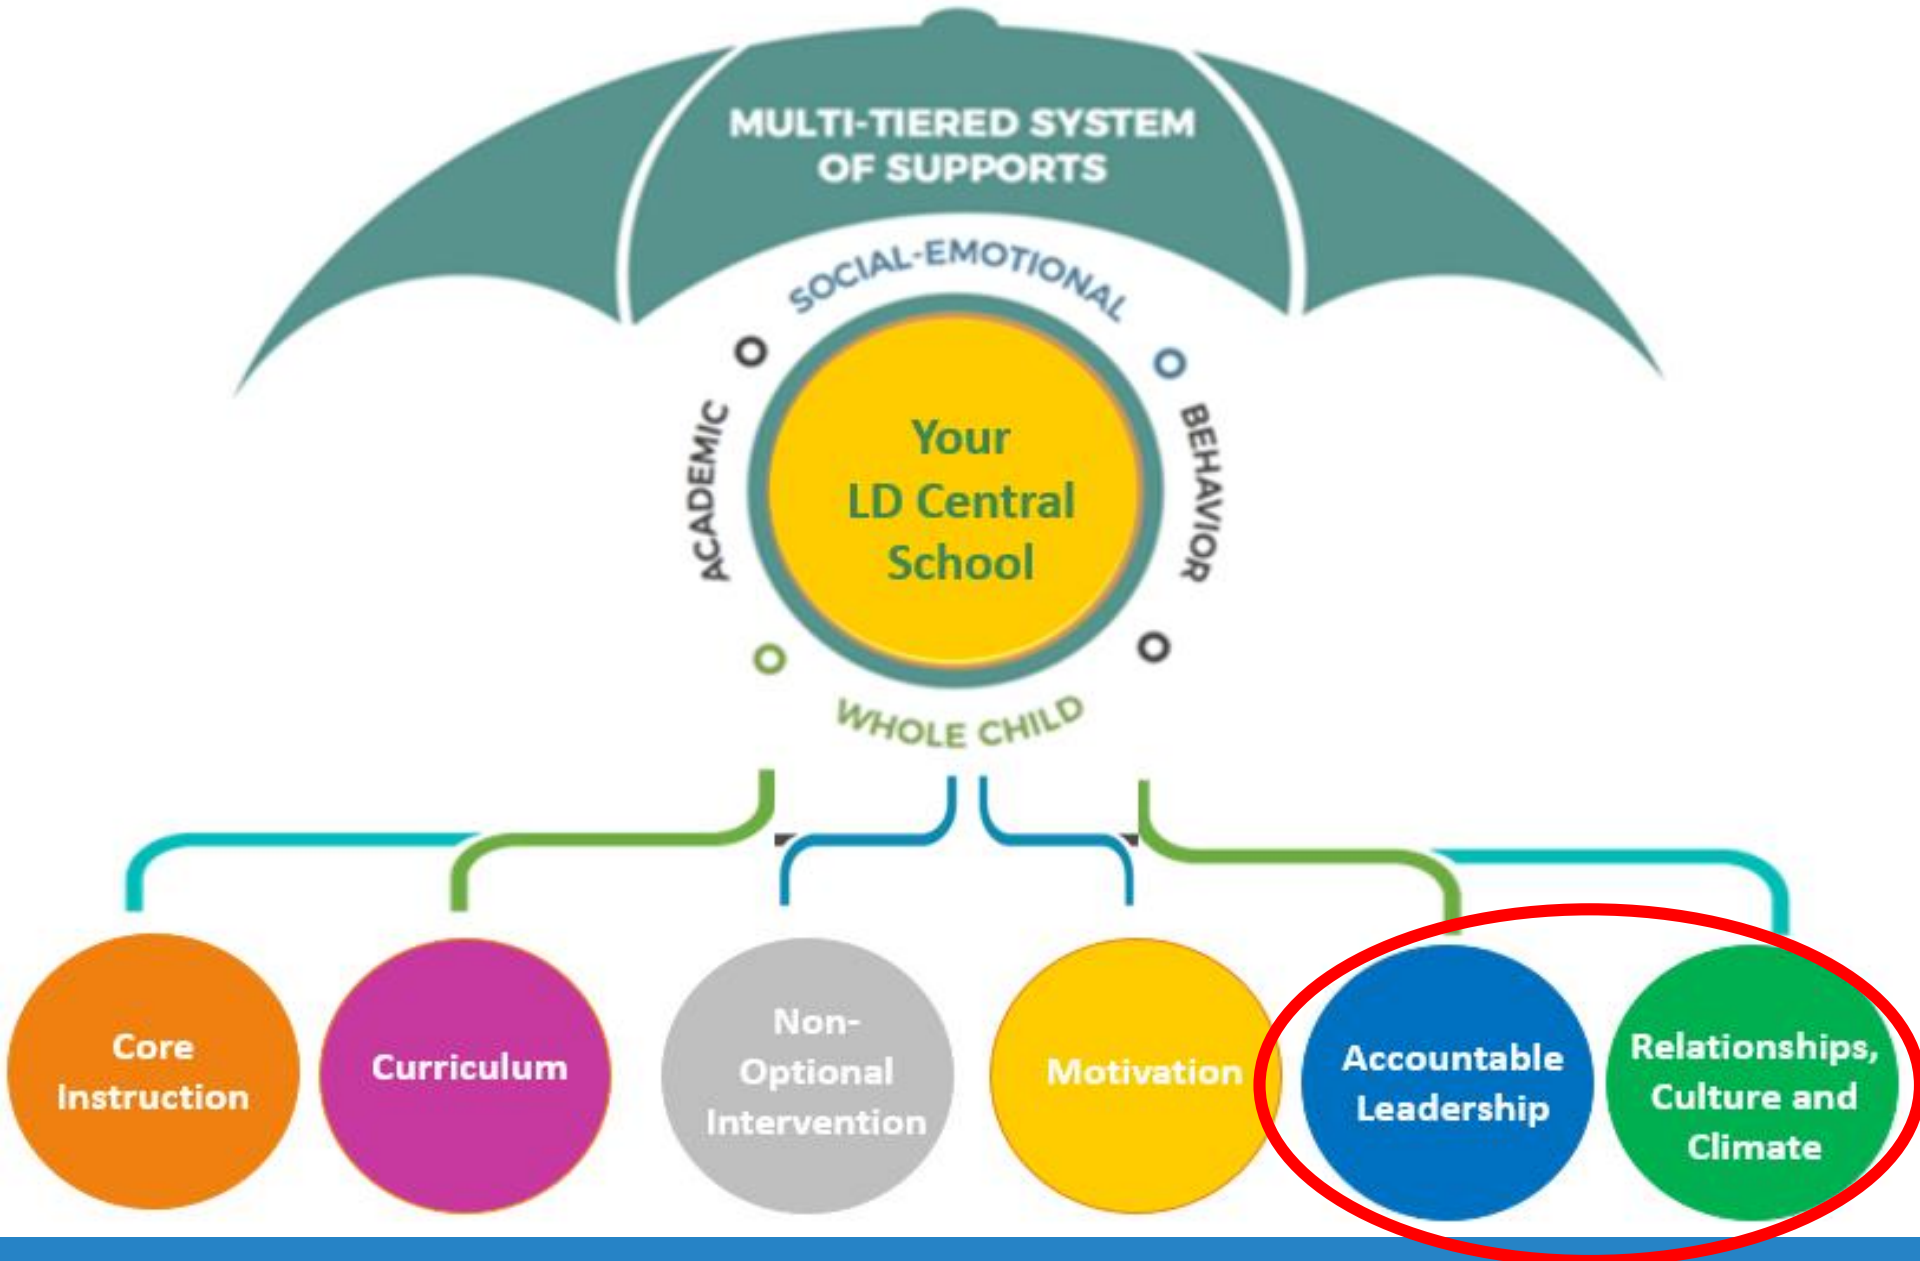 MULTI-TIERED SYSTEM
OF SUPPORTS
SOCIAL-EMOTIONAL
ACADEMIC
BEHAVIOR
Your
LD Central
School
WHOLE CHILD
Core
Instruction
Curriculum
Non-
Optional
Intervention
Motivation
Accountable
Leadership
Relationships,
Culture and
Climate